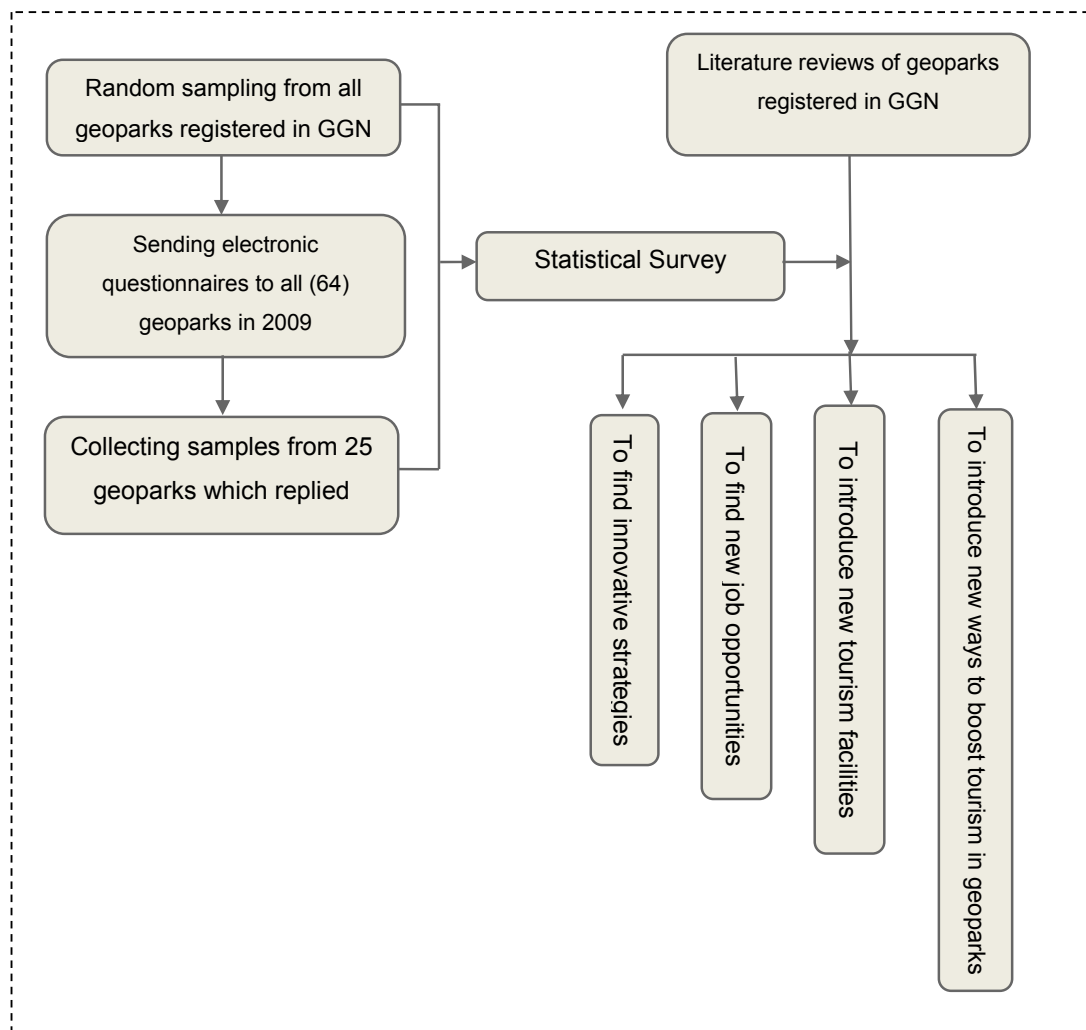 Random sampling from all
geoparks registered in GGN
Sending electronic
questionnaires to all (64)
geoparks in 2009
Collecting samples from 25
geoparks which replied
Statistical Survey
Literature reviews of geoparks
registered in GGN
To find innovative strategies
To find new job opportunities
To introduce new tourism facilities
To introduce new ways to boost tourism in geoparks